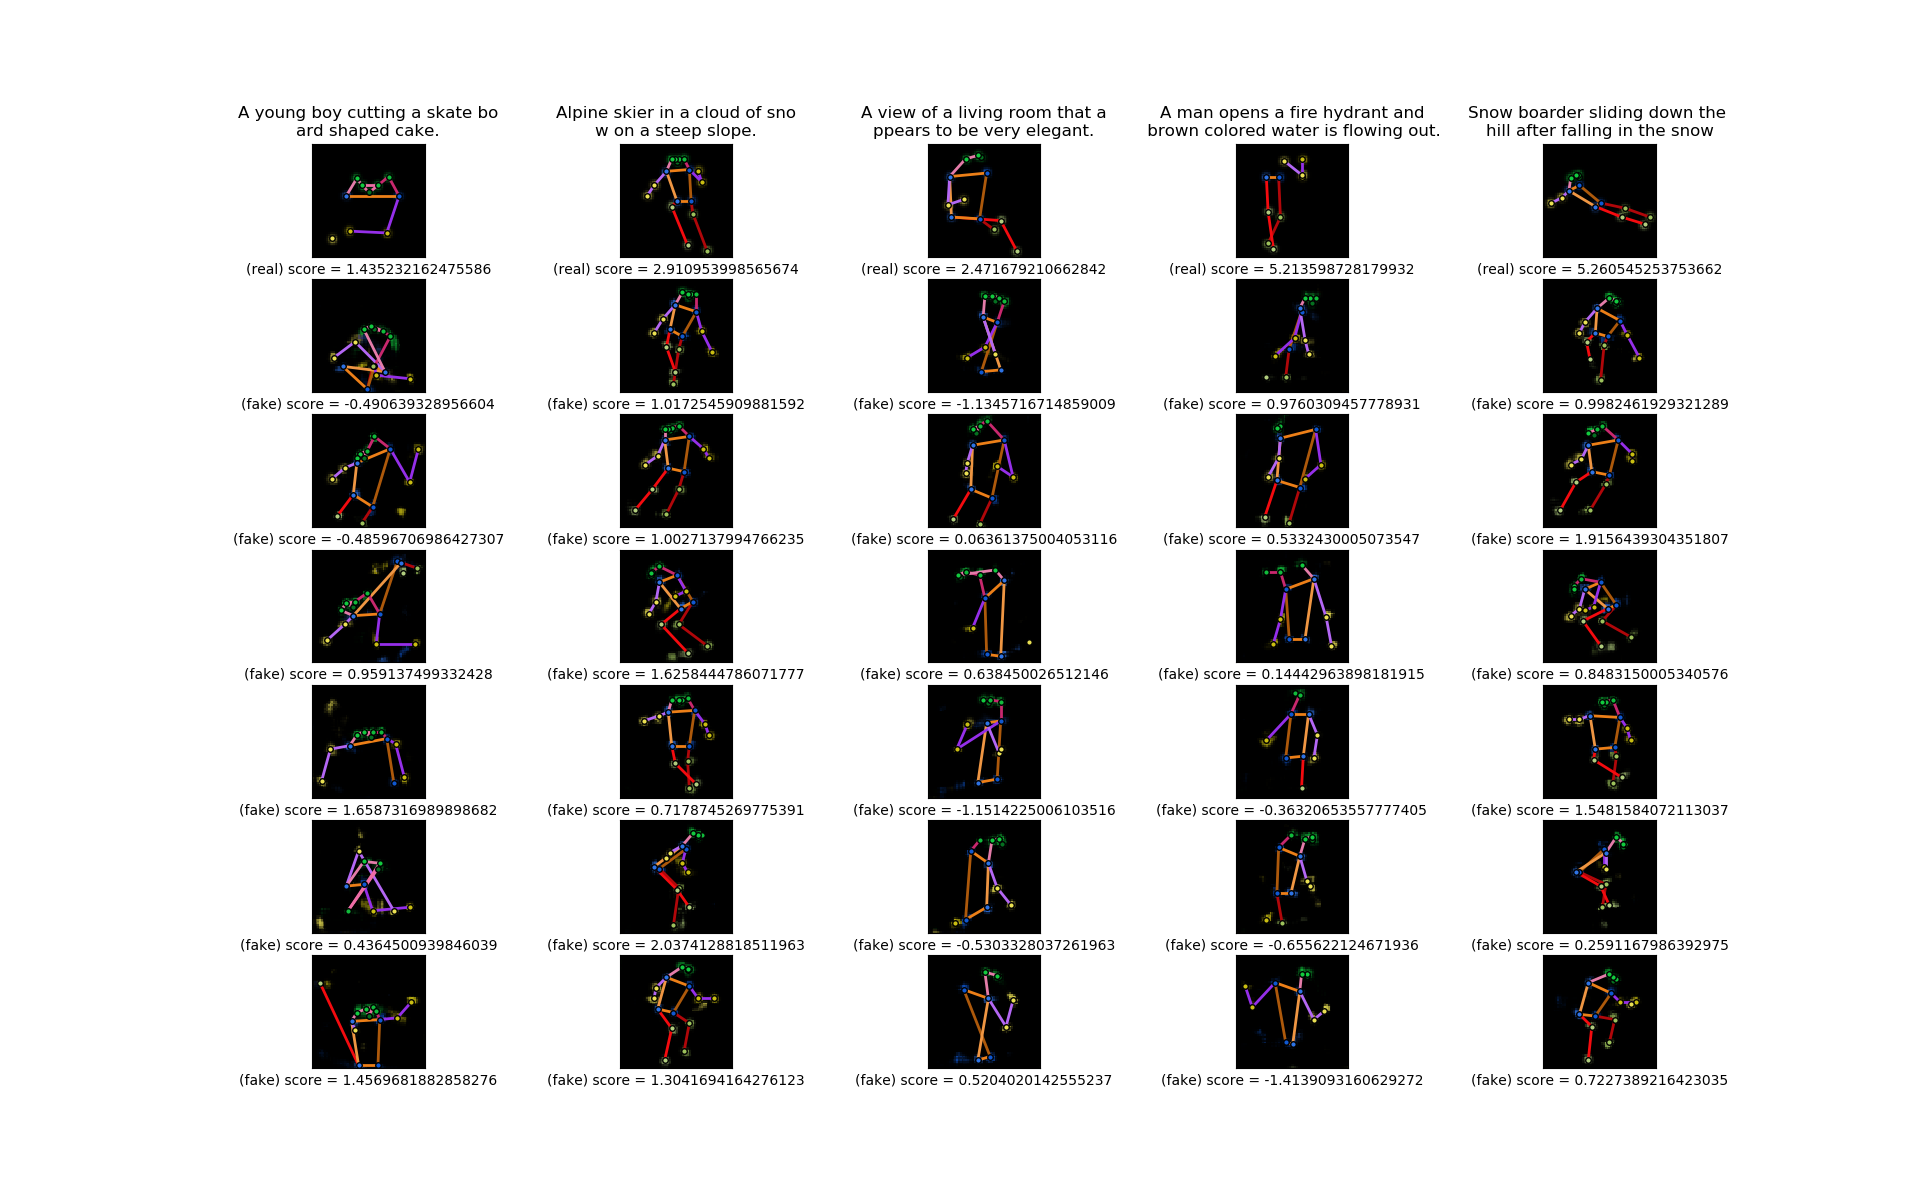 A young boy cutting a skate bo
ard shaped cake.
Alpine skier in a cloud of sno
w on a steep slope.
A view of a living room that a
ppears to be very elegant.
A man opens a fire hydrant and
brown colored water is flowing out.
Snow boarder sliding down the
hill after falling in the snow
(real) score = 1.435232162475586
(real) score = 2.910953998565674
(real) score = 2.471679210662842
(real) score = 5.213598728179932
(real) score = 5.260545253753662
(fake) score = -0.490639328956604
(fake) score = 1.0172545909881592
(fake) score = -1.1345716714859009
(fake) score = 0.9760309457778931
(fake) score = 0.9982461929321289
(fake) score = -0.48596706986427307
(fake) score = 1.0027137994766235
(fake) score = 0.06361375004053116
(fake) score = 0.5332430005073547
(fake) score = 1.9156439304351807
(fake) score = 0.959137499332428
(fake) score = 1.6258444786071777
(fake) score = 0.638450026512146
(fake) score = 0.14442963898181915
(fake) score = 0.8483150005340576
(fake) score = 1.6587316989898682
(fake) score = 0.7178745269775391
(fake) score = -1.1514225006103516
(fake) score = -0.36320653557777405
(fake) score = 1.5481584072113037
(fake) score = 0.4364500939846039
(fake) score = 2.0374128818511963
(fake) score = -0.5303328037261963
(fake) score = -0.655622124671936
(fake) score = 0.2591167986392975
(fake) score = 1.4569681882858276
(fake) score = 1.3041694164276123
(fake) score = 0.5204020142555237
(fake) score = -1.4139093160629272
(fake) score = 0.7227389216423035